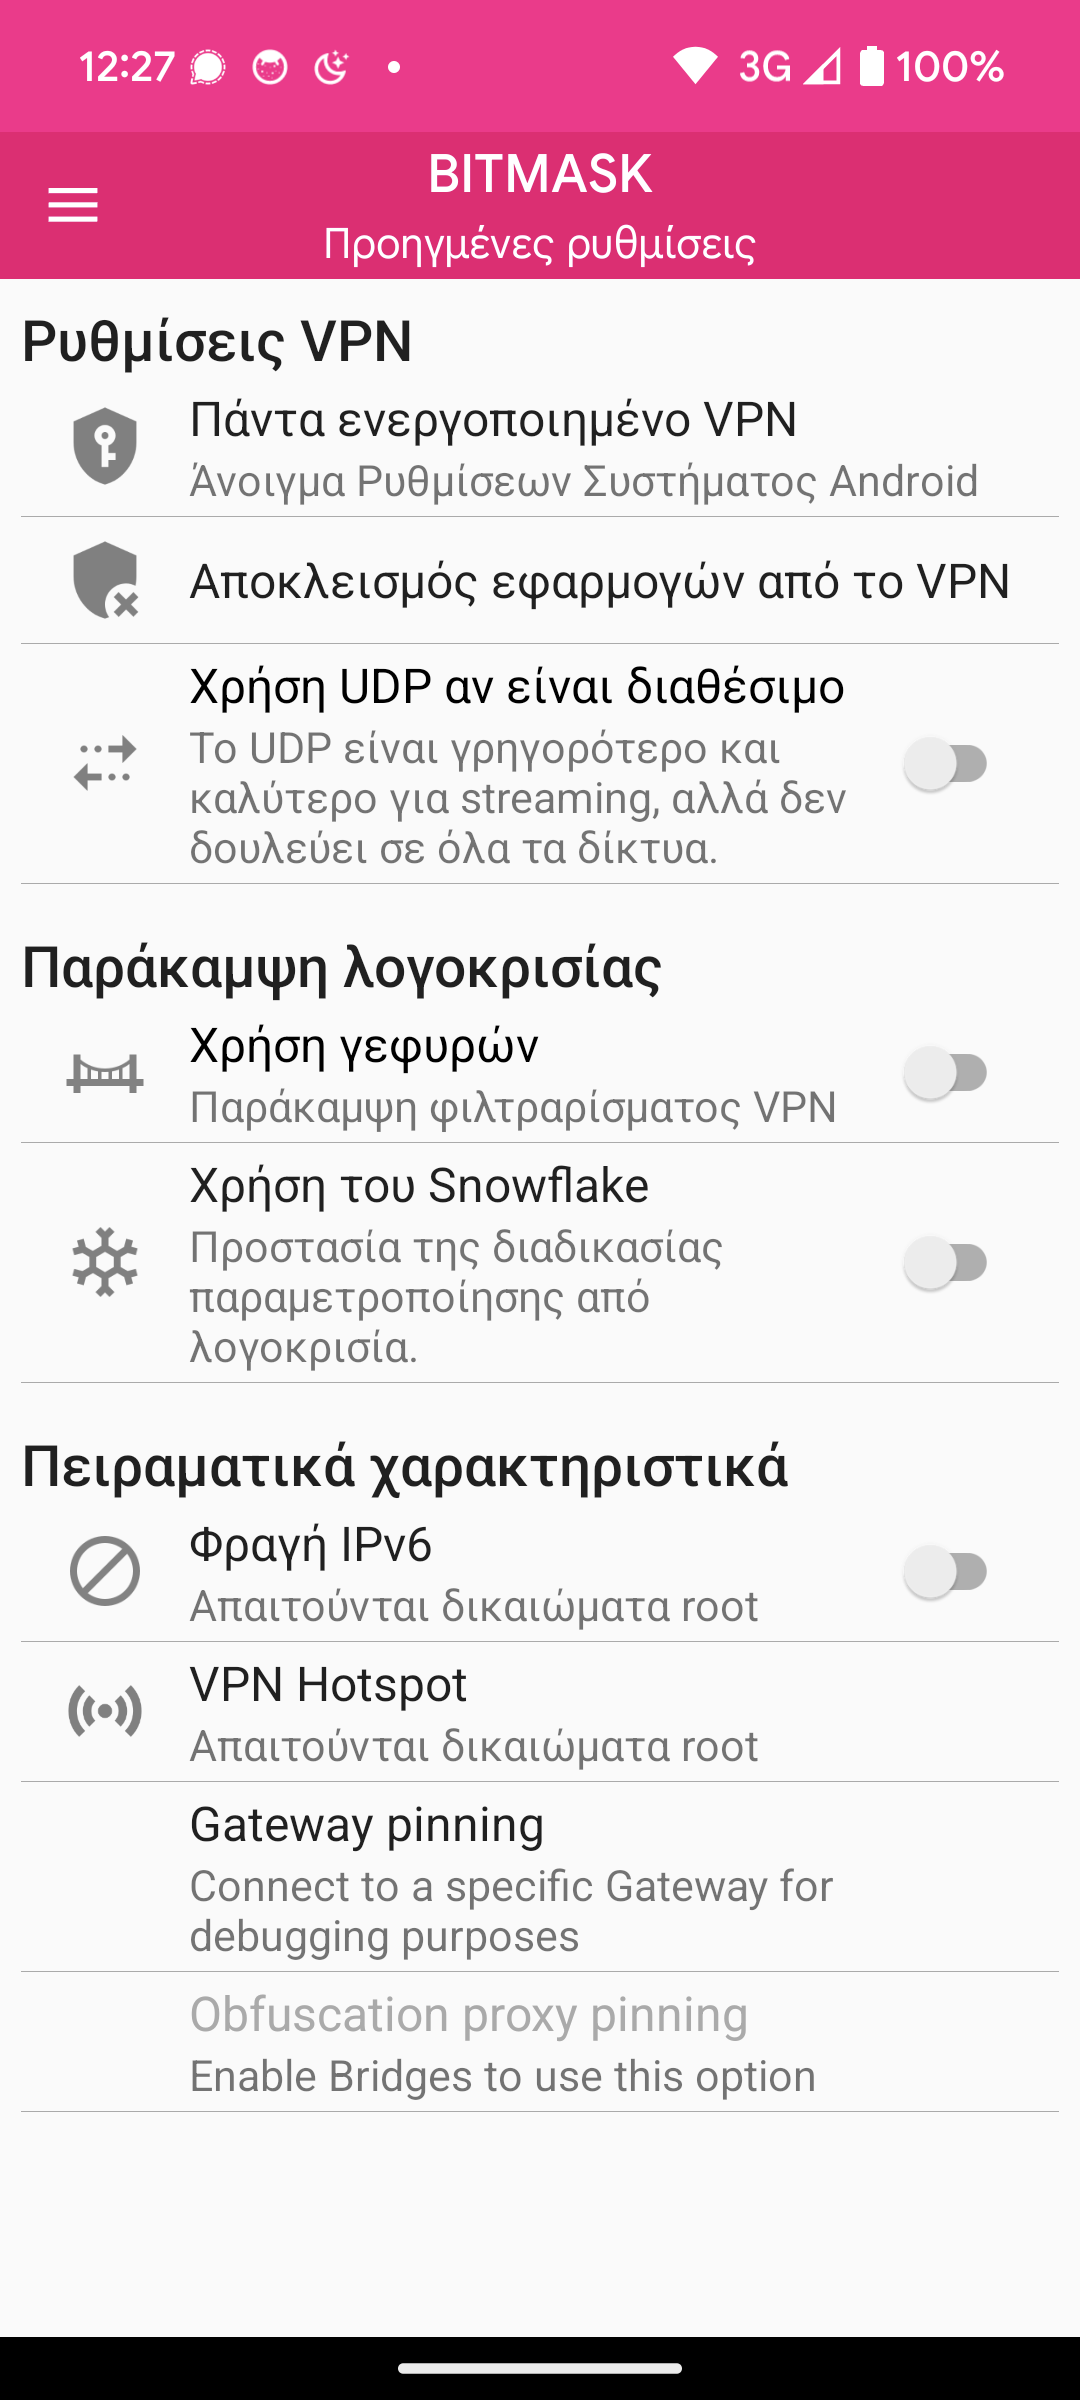 12:27
3G
100%
BITMASK
Προηγμένες ρυθμίσεις
Ρυθμίσεις VPN
Πάντα ενεργοποιημένο VPN
Άνοιγμα Ρυθμίσεων Συστήματος Android
Αποκλεισμός εφαρμογών από το VPN
Χρήση UDP αν είναι διαθέσιμο
Το UDP είναι γρηγορότερο και
καλύτερο για streaming, αλλά δεν
δουλεύει σε όλα τα δίκτυα.
Παράκαμψη λογοκρισίας
Χρήση γεφυρών
Παράκαμψη φιλτραρίσματος VPN
Χρήση του Snowflake
Προστασία της διαδικασίας
παραμετροποίησης από
λογοκρισία.
Πειραματικά χαρακτηριστικά
Φραγή IPv6
Απαιτούνται δικαιώματα root
VPN Hotspot
Απαιτούνται δικαιώματα root
Gateway pinning
Connect to a specific Gateway for
debugging purposes
Obfuscation proxy pinning
Enable Bridges to use this option